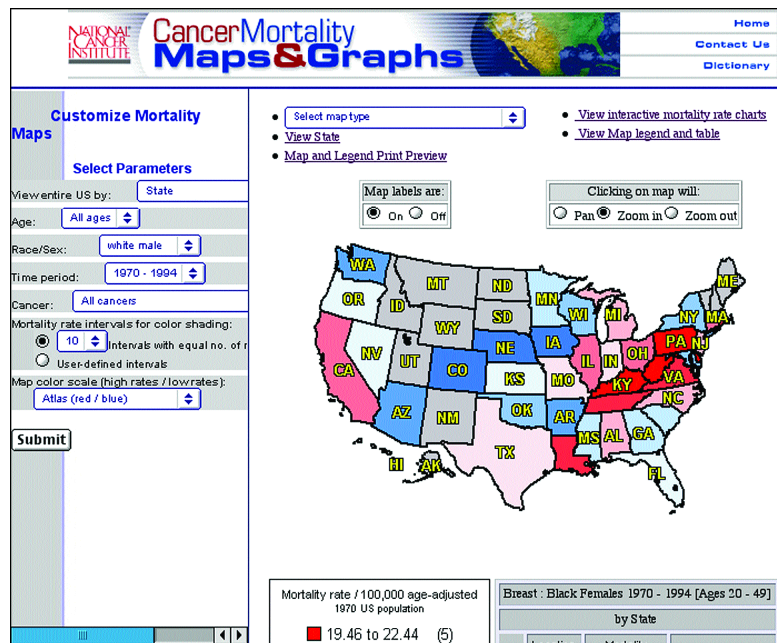 NATIONAL
CANCER
INSTITUTE
CancerMortality
Maps&Graphs
Home
Contact Us
Dictionary
Customize Mortality
Maps
Select Parameters
View entire US by: State
Age: All ages
Race/Sex: white male
Time period: 1970 - 1994
Cancer: All cancers
Mortality rate intervals for color shading:
10 Intervals with equal no. of r
User-defined intervals
Map color scale (high rates / low rates):
Atlas (red / blue)
Submit
Select map type
View State
Map and Legend Print Preview
View interactive mortality rate charts
View Map legend and table
Map labels are:
On Off
Clicking on map will:
Pan Zoom in Zoom out
WA
MT
ND
MN
ME
OR
ID
SD
WI
MI
NY
MA
WY
IA
PA
NJ
NV
UT
NE
IL
IN
OH
CA
CO
KS
MO
KY
VA
NC
AZ
NM
OK
AR
MS
AL
GA
TX
HI
AK
FL
Mortality rate / 100,000 age-adjusted
1970 US population
19.46 to 22.44 (5)
Breast : Black Females 1970 - 1994 [Ages 20 - 49]
by State